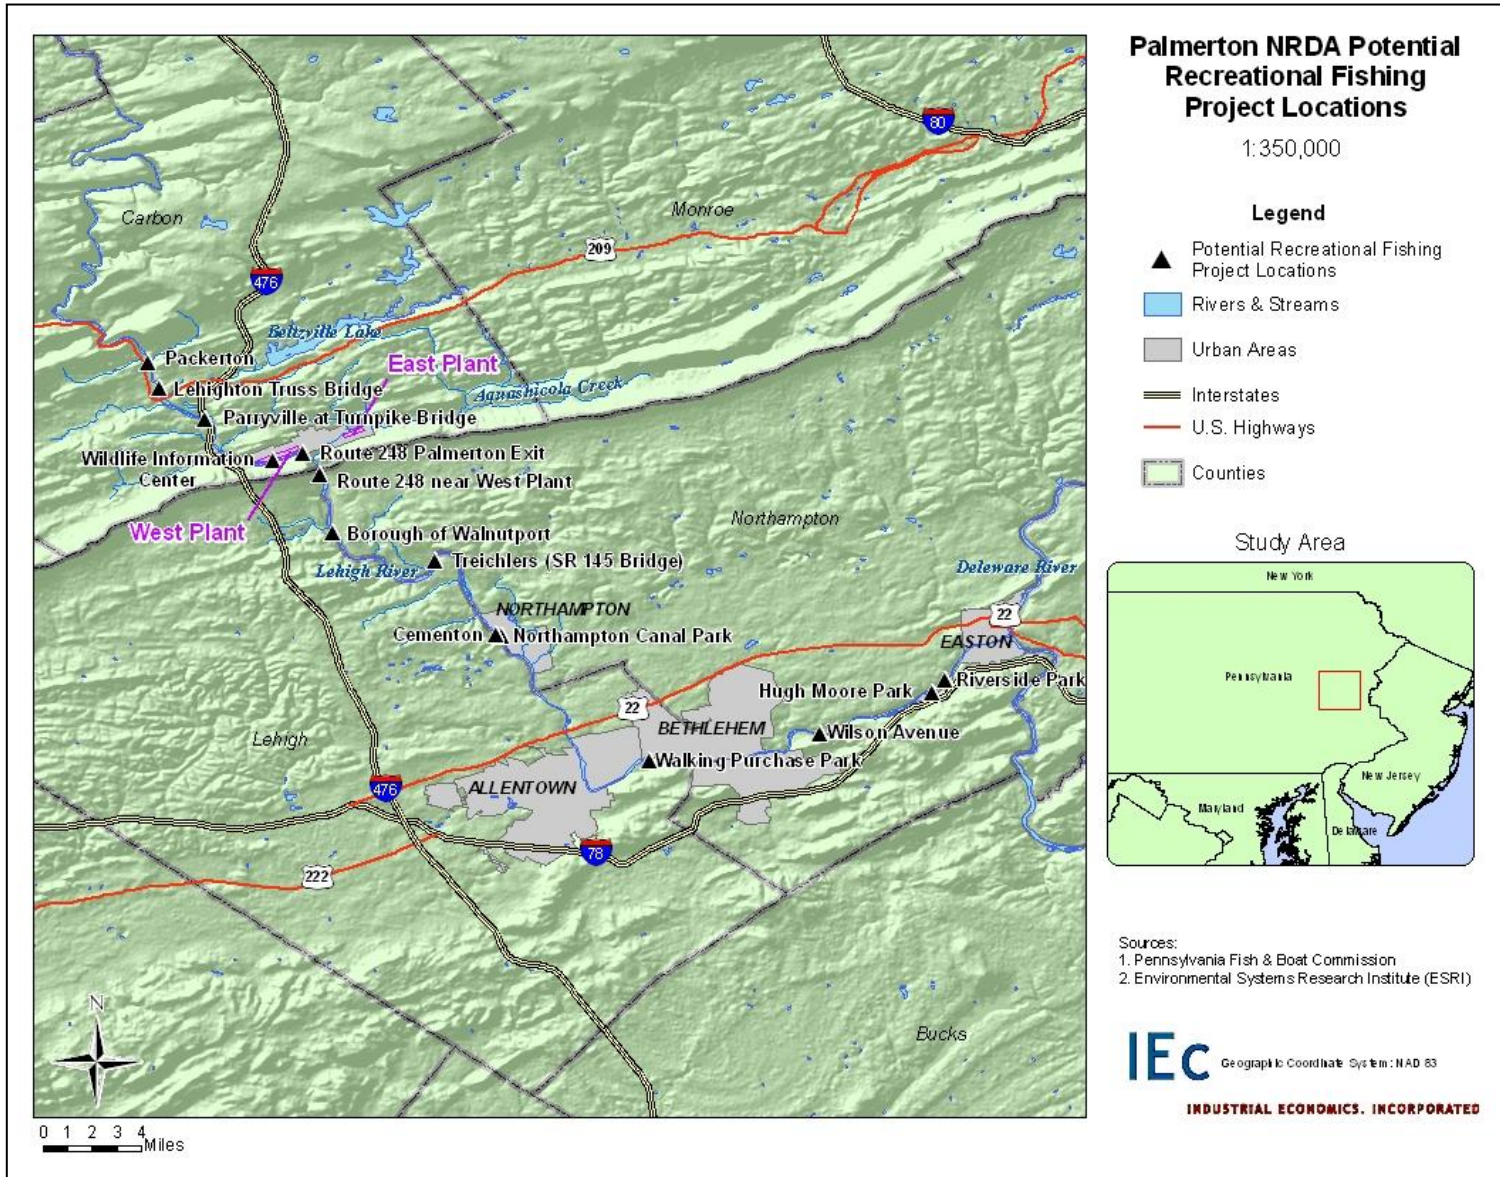 Palmerton NRDA Potential
Recreational Fishing
Project Locations
1:350,000
Legend
Potential Recreational Fishing
Project Locations
Rivers & Streams
Urban Areas
Interstates
U.S. Highways
Counties
Study Area
New York
Pennsylvania
New Jersey
Maryland
Delaware
Sources:
1. Pennsylvania Fish & Boat Commission
2. Environmental Systems Research Institute (ESRI)
IEc
Geographic Coordinate System: NAD 83
INDUSTRIAL ECONOMICS, INCORPORATED
80
Carbon
Monroe
209
476
Beltzville Lake
Packerton
East Plant
Lehighton Truss Bridge
Aquashicola Creek
Parryville at Turnpike Bridge
Wildlife Information
Center
Route 248 Palmerton Exit
Route 248 near West Plant
West Plant
Borough of Walnutport
Northampton
Treichlers (SR 145 Bridge)
Lehigh River
Deleware River
NORTHAMPTON
22
Cementon
Northampton Canal Park
EASTON
Riverside Park
Hugh Moore Park
22
BETHLEHEM
Wilson Avenue
Lehigh
Walking Purchase Park
476
ALLENTOWN
78
222
N
Bucks
0 1 2 3 4
Miles